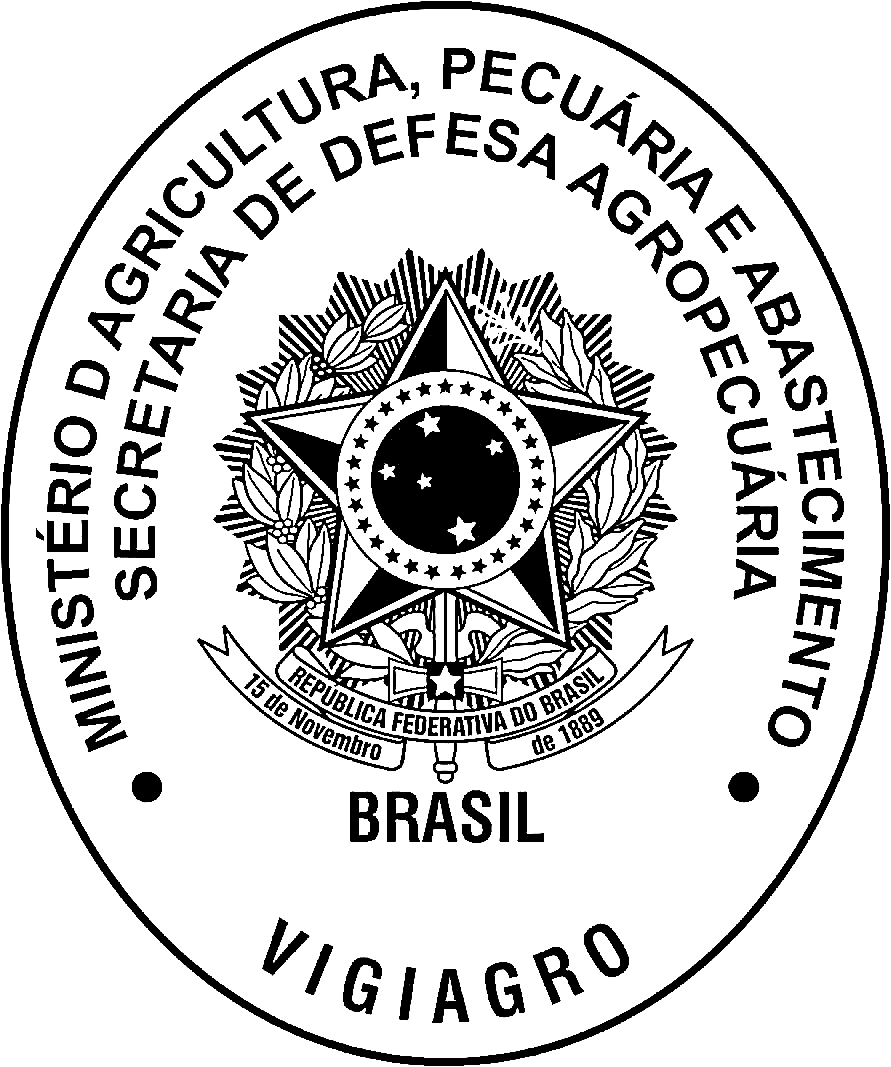 MINISTÉRIO D AGRICULTURA, PECUÁRIA E ABASTECIMENTO
SECRETARIA DE DEFESA AGROPECUÁRIA
REPÚBLICA FEDERATIVA DO BRASIL
15 de Novembro de 1889
BRASIL
VIGIAGRO